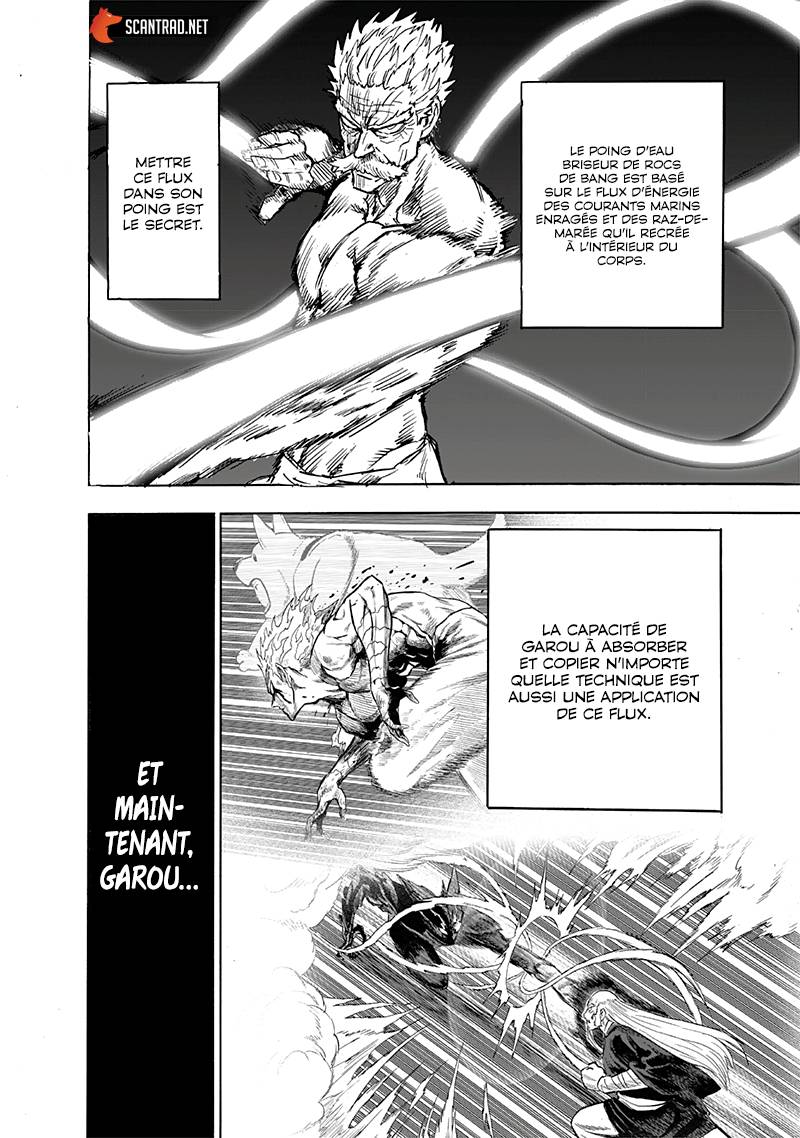 SCANTRAD.NET
LE POING D'EAU
BRISEUR DE ROCS
DE BANG EST BASÉ
SUR LE FLUX D'ÉNERGIE
DES COURANTS MARINS
ENRAGÉS ET DES RAZ-DE-
MARÉE QU'IL RECRÉE
À L'INTÉRIEUR DU
CORPS.
METTRE
CE FLUX
DANS SON
POING EST
LE SECRET.
LA CAPACITÉ DE
GAROU À ABSORBER
ET COPIER N'IMPORTE
QUELLE TECHNIQUE EST
AUSSI UNE APPLICATION
DE CE FLUX.
ET
MAIN-
TENANT,
GAROU...